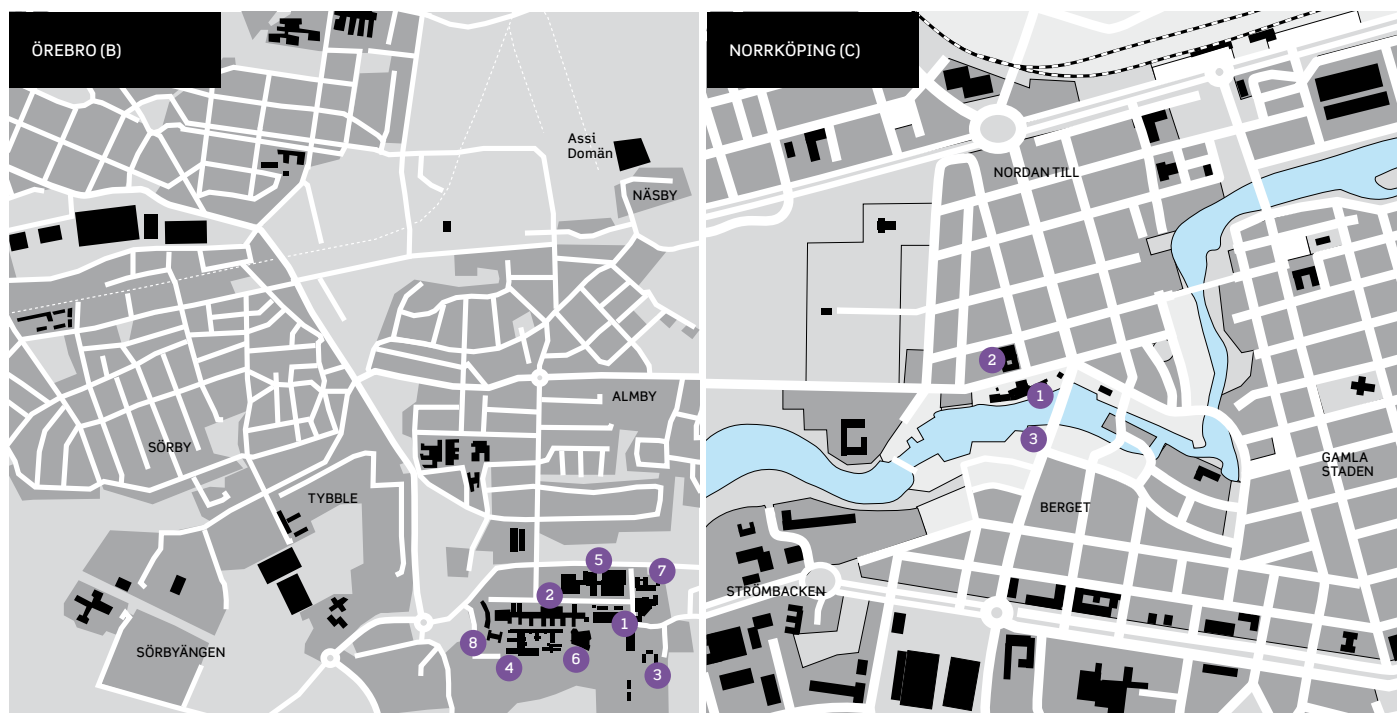 ÖREBRO (B)
Assi
Domän
NÄSBY
ALMBY
SÖRBY
TYBBLE
5
7
2
1
8
6
4
3
SÖRBYÄNGEN
NORRKÖPING (C)
NORDAN TILL
2
1
3
GAMLA
STADEN
BERGET
STRÖMBACKEN